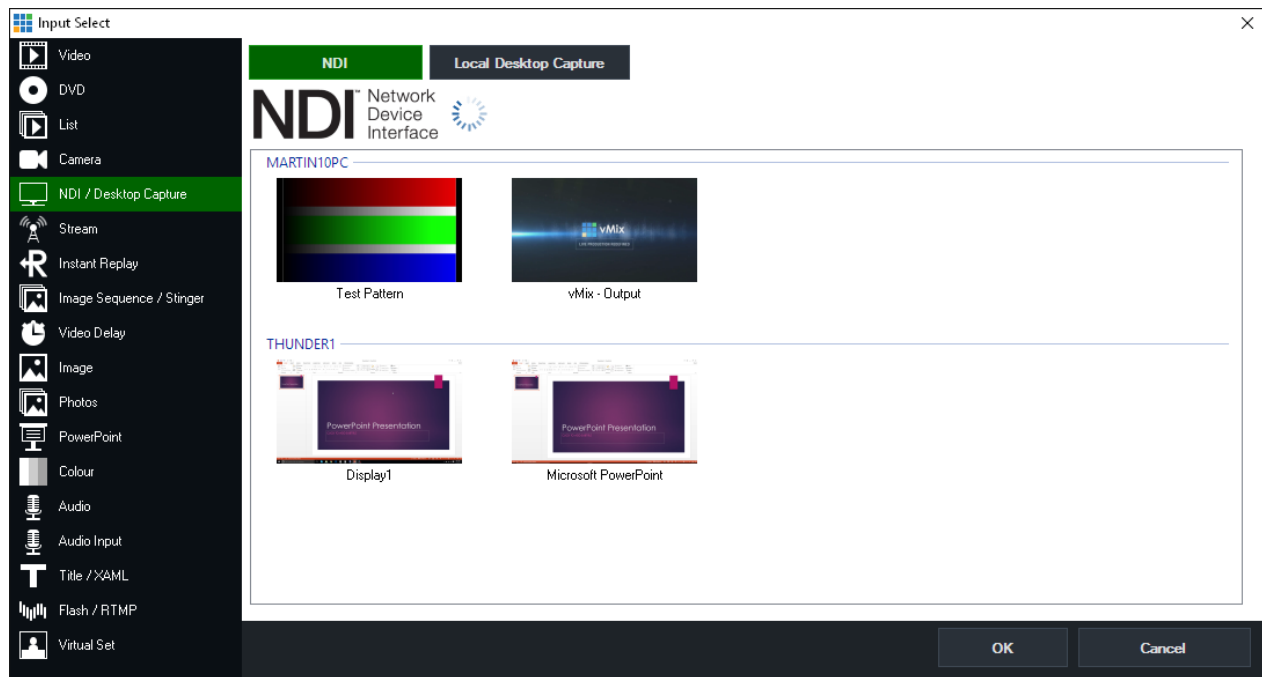 Input Select
Video
DVD
List
Camera
NDI / Desktop Capture
Stream
Instant Replay
Image Sequence / Stinger
Video Delay
Image
Photos
PowerPoint
Colour
Audio
Audio Input
Title / XAML
Flash / RTMP
Virtual Set
NDI
Local Desktop Capture
NDI™ Network
Device
Interface
MARTIN10PC
vMix
Test Pattern
vMix - Output
THUNDER1
PowerPoint Presentation
PowerPoint Presentation
Display1
Microsoft PowerPoint
OK
Cancel